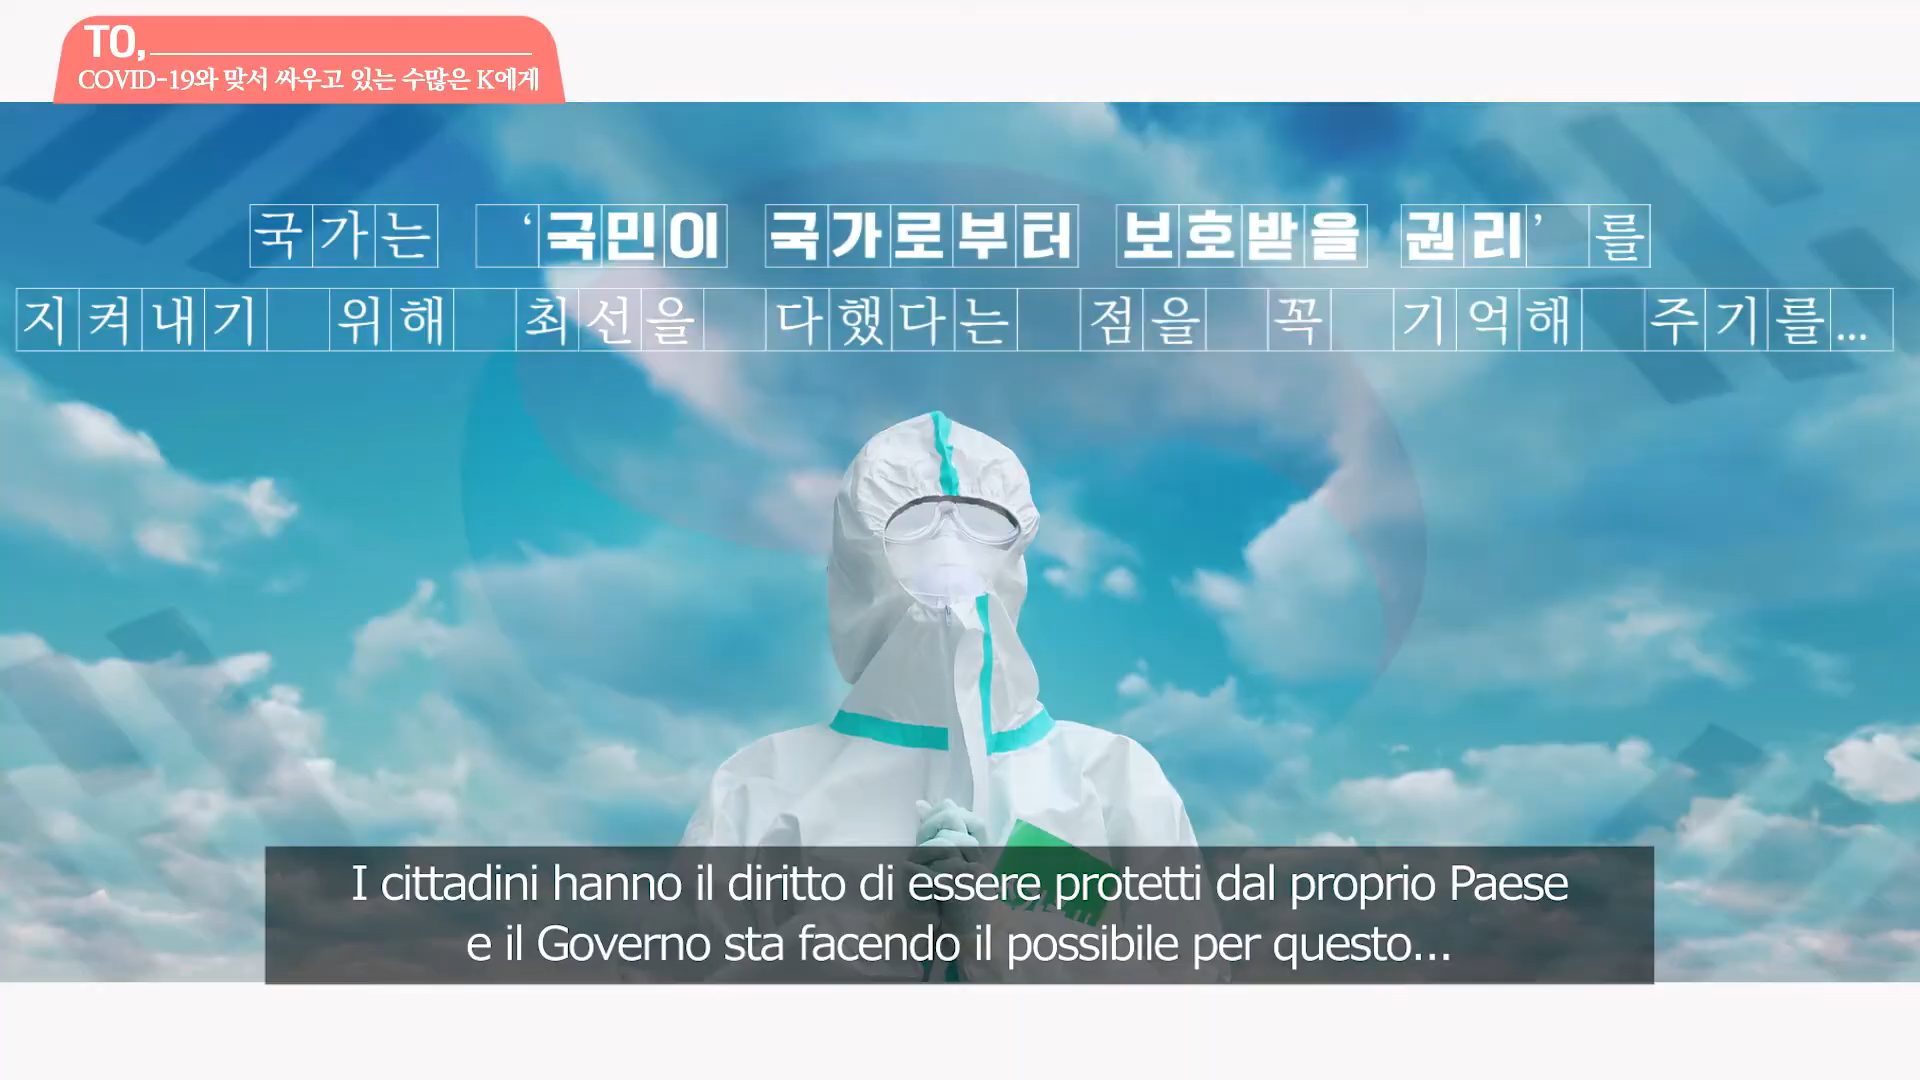 TO,
COVID-19와 맞서 싸우고 있는 수많은 K에게
국가는 ‘국민이 국가로부터 보호받을 권리’를
지켜내기 위해 최선을 다했다는 점을 꼭 기억해 주기를...
I cittadini hanno il diritto di essere protetti dal proprio Paese
e il Governo sta facendo il possibile per questo...